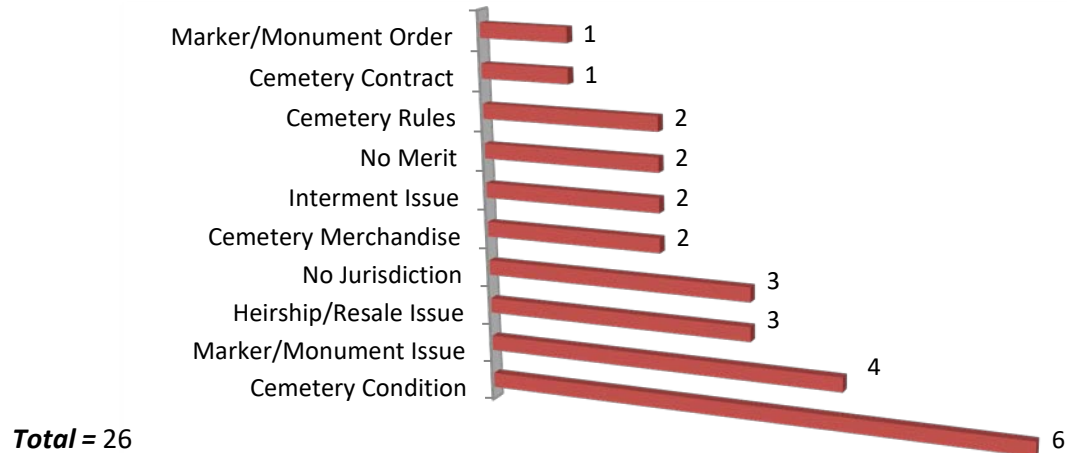 Marker/Monument Order 1
Cemetery Contract 1
Cemetery Rules 2
No Merit 2
Interment Issue 2
Cemetery Merchandise 2
No Jurisdiction 3
Heirship/Resale Issue 3
Marker/Monument Issue 4
Cemetery Condition 6
Total = 26